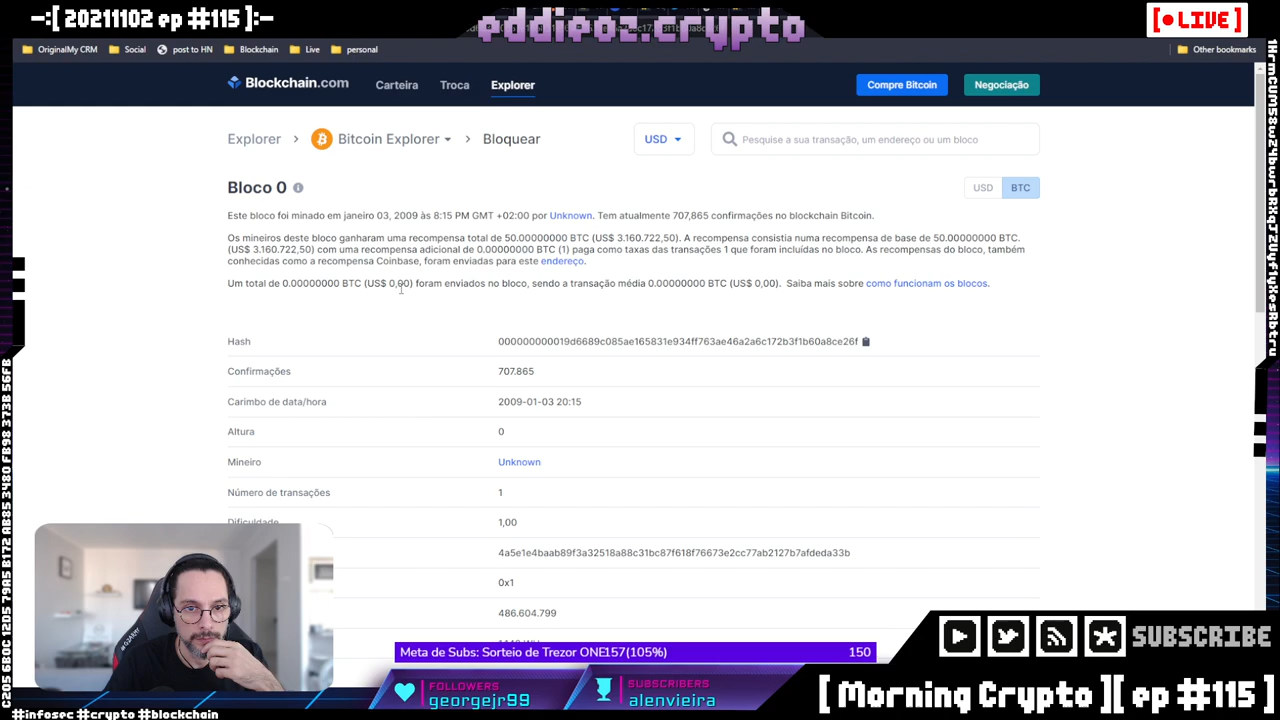 —:[ 20211102 ep #115 ]:—
eddieoz.crypto
[ ● LIVE ]
OriginalMy CRM
Social
post to HN
Blockchain
Live
personal
Other bookmarks
Blockchain.com
Carteira
Troca
Explorer
Compre Bitcoin
Negociação
Explorer > Bitcoin Explorer > Bloquear
USD
Pesquise a sua transação, um endereço ou um bloco
Bloco 0
USD
BTC
Este bloco foi minado em janeiro 03, 2009 às 8:15 PM GMT +02:00 por Unknown. Tem atualmente 707,865 confirmações no blockchain Bitcoin.
Os mineiros deste bloco ganharam uma recompensa total de 50.00000000 BTC (US$ 3.160.722,50). A recompensa consistia numa recompensa de base de 50.00000000 BTC.
(US$ 3.160.722,50) com uma recompensa adicional de 0.00000000 BTC (1) paga como taxas das transações 1 que foram incluídas no bloco. As recompensas do bloco, também
conhecidas como a recompensa Coinbase, foram enviadas para este endereço.
Um total de 0.00000000 BTC (US$ 0,00) foram enviados no bloco, sendo a transação média 0.00000000 BTC (US$ 0,00). Saiba mais sobre como funcionam os blocos.
Hash
000000000019d6689c085ae165831e934ff763ae46a2a6c172b3f1b60a8ce26f
Confirmações
707.865
Carimbo de data/hora
2009-01-03 20:15
Altura
0
Mineiro
Unknown
Número de transações
1
Dificuldade
1,00
4a5e1e4baab89f3a32518a88c31bc87f618f76673e2cc77ab2127b7afdeda33b
0x1
486.604.799
Meta de Subs: Sorteio de Trezor ONE157(105%)
150
FOLLOWERS
georgejr99
SUBSCRIBERS
alenvieira
SUBSCRIBE
[ Morning Crypto ][ ep #115 ]
#infosec #crypto #blockchain